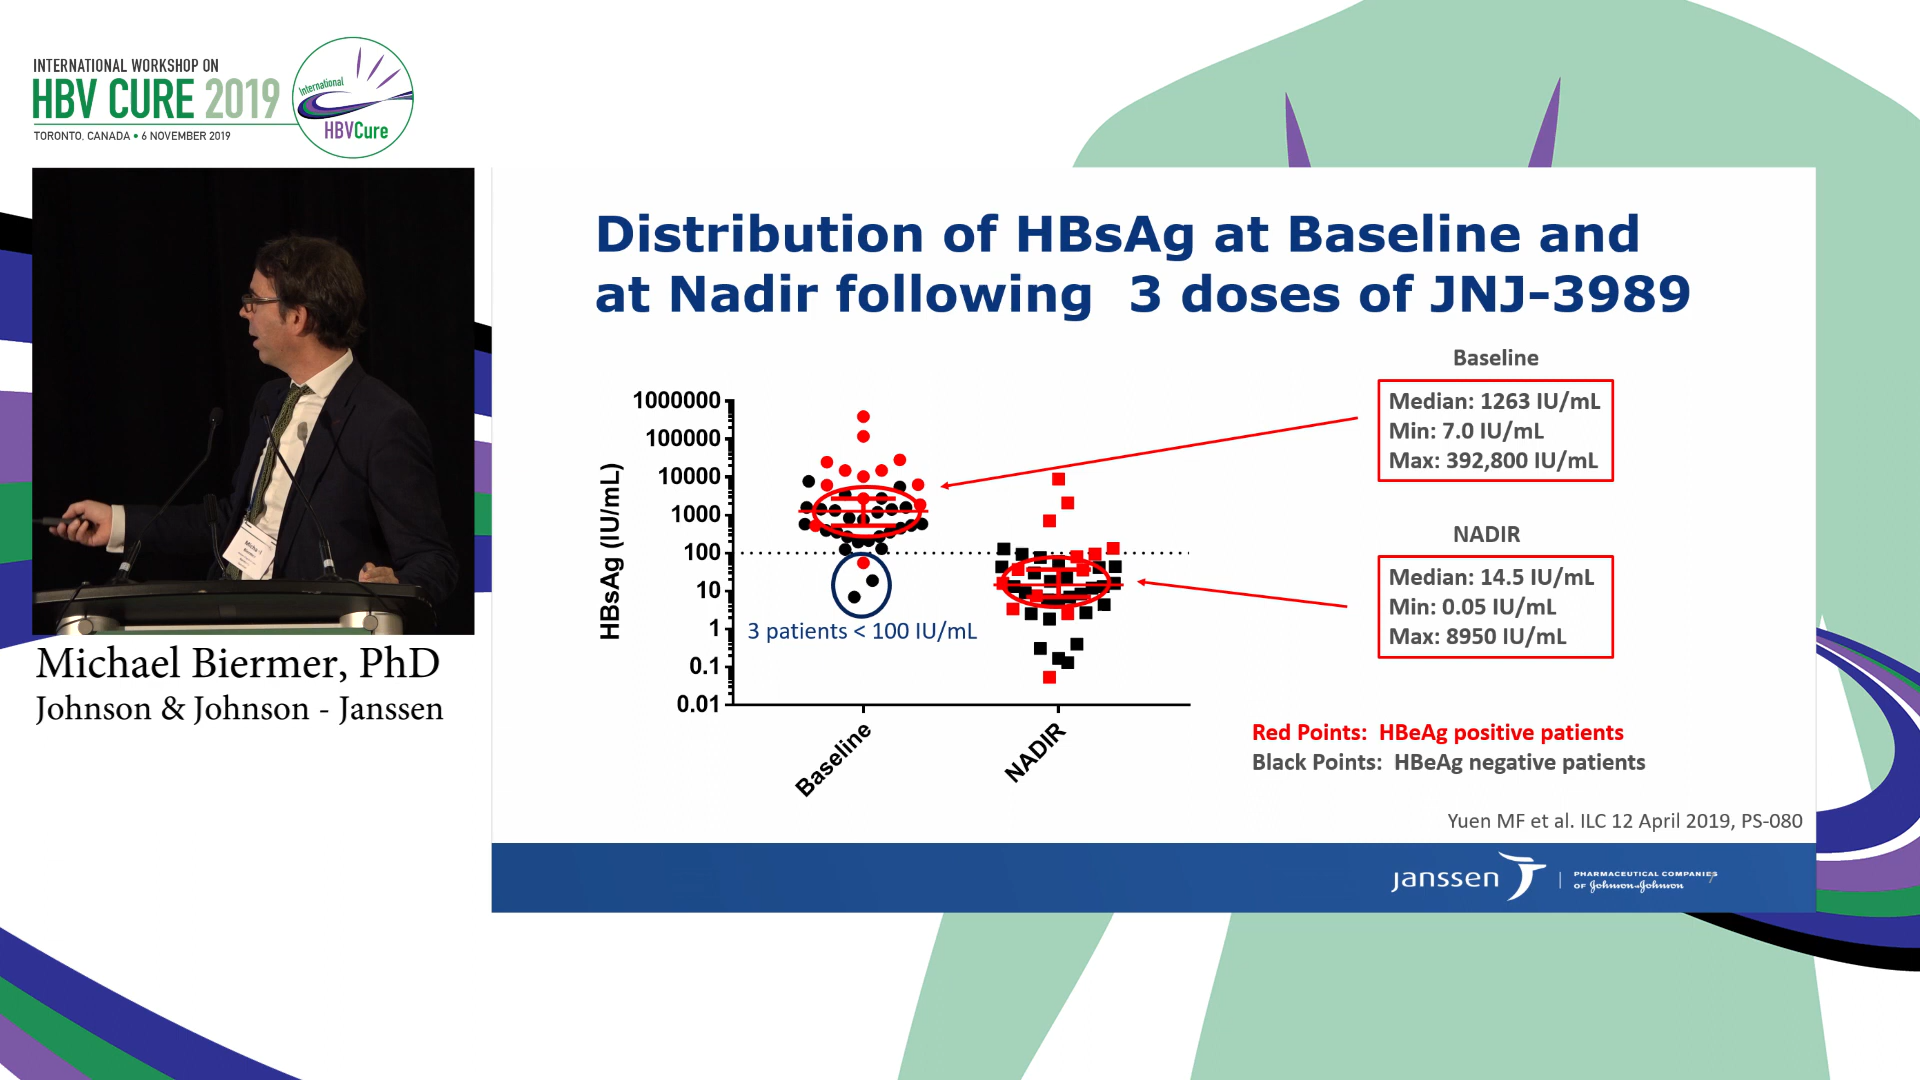 INTERNATIONAL WORKSHOP ON
HBV CURE 2019
TORONTO, CANADA • 6 NOVEMBER 2019
International
HBVCure
Michael Biermer, PhD
Johnson & Johnson - Janssen
Distribution of HBsAg at Baseline and
at Nadir following 3 doses of JNJ-3989
HBsAg (IU/mL)
1000000
100000
10000
1000
100
10
1
0.1
0.01
3 patients < 100 IU/mL
Baseline
NADIR
Baseline
Median: 1263 IU/mL
Min: 7.0 IU/mL
Max: 392,800 IU/mL
NADIR
Median: 14.5 IU/mL
Min: 0.05 IU/mL
Max: 8950 IU/mL
Red Points: HBeAg positive patients
Black Points: HBeAg negative patients
Yuen MF et al. ILC 12 April 2019, PS-080
janssen
PHARMACEUTICAL COMPANIES
OF Johnson & Johnson
7